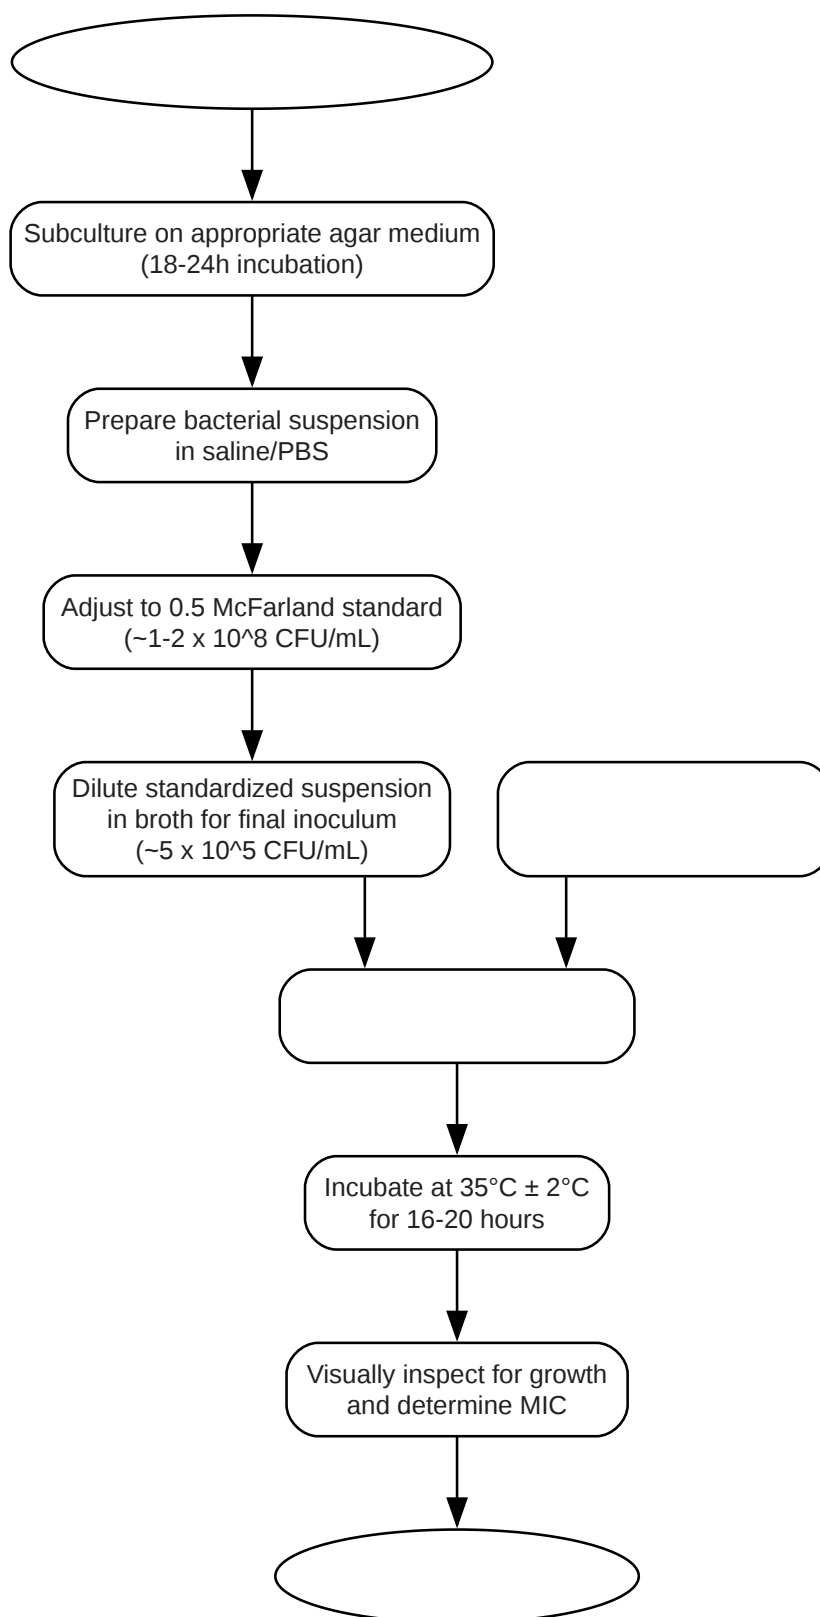 Subculture on appropriate agar medium
(18-24h incubation)
Prepare bacterial suspension
in saline/PBS
Adjust to 0.5 McFarland standard
(~1-2 x 10^8 CFU/mL)
Dilute standardized suspension
in broth for final inoculum
(~5 x 10^5 CFU/mL)
Incubate at 35°C ± 2°C
for 16-20 hours
Visually inspect for growth
and determine MIC